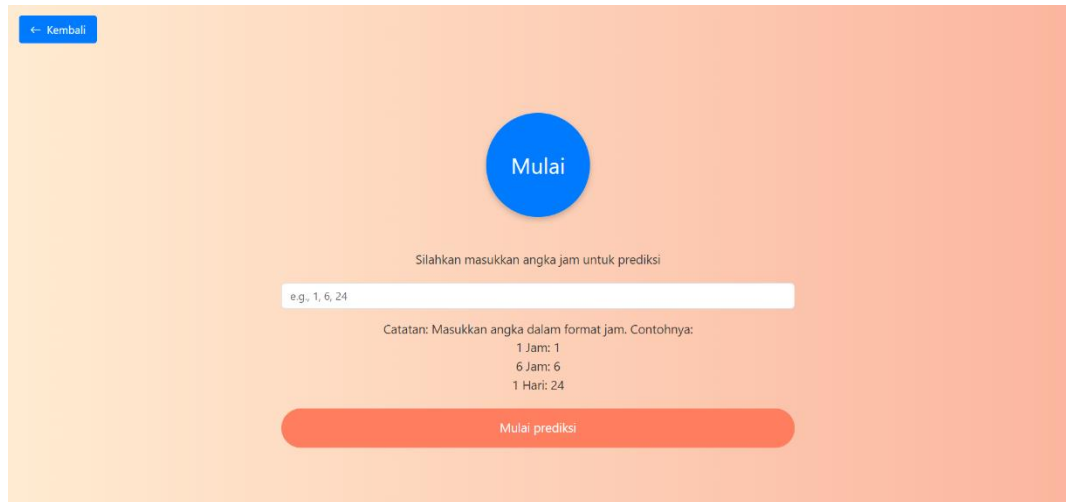 ← Kembali
Mulai
Silahkan masukkan angka jam untuk prediksi
e.g., 1, 6, 24
Catatan: Masukkan angka dalam format jam. Contohnya:
1 Jam: 1
6 Jam: 6
1 Hari: 24
Mulai prediksi